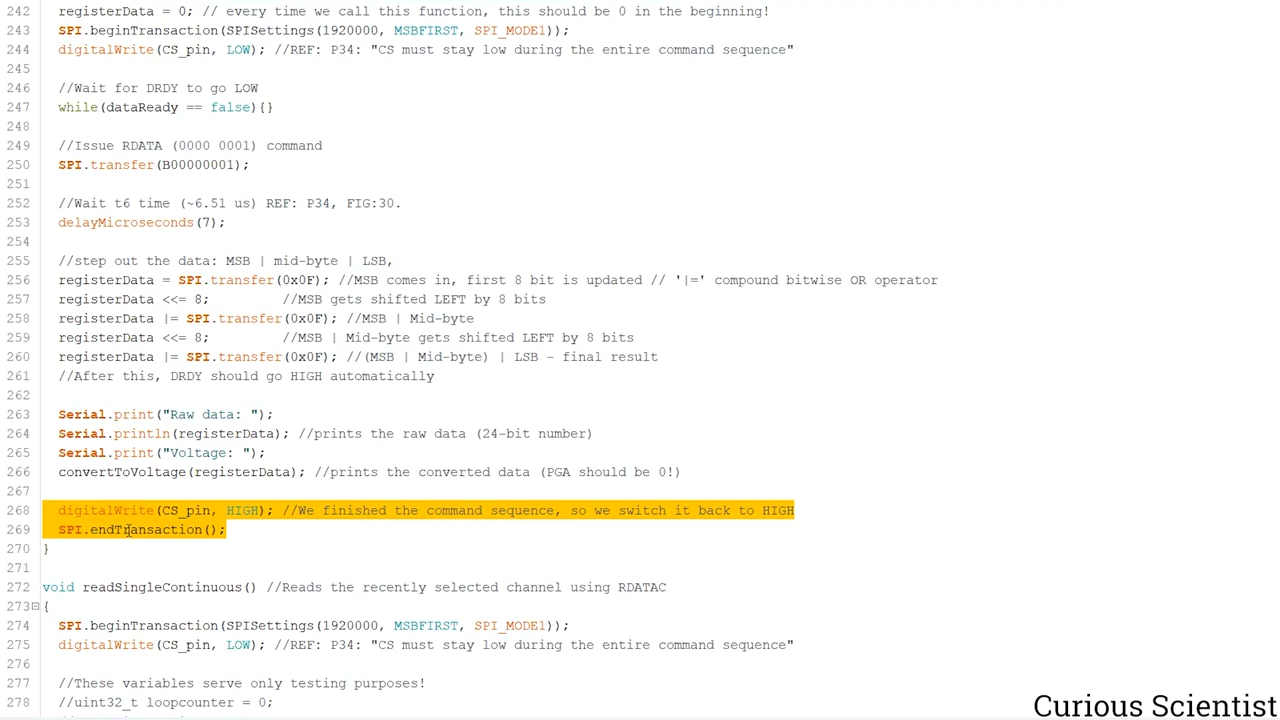 242 registerData = 0; // every time we call this function, this should be 0 in the beginning!
243 SPI.beginTransaction(SPISettings(1920000, MSBFIRST, SPI_MODE1));
244 digitalWrite(CS_pin, LOW); //REF: P34: "CS must stay low during the entire command sequence"
245
246 //Wait for DRDY to go LOW
247 while(dataReady == false){}
248
249 //Issue RDATA (0000 0001) command
250 SPI.transfer(B00000001);
251
252 //Wait t6 time (~6.51 us) REF: P34, FIG:30.
253 delayMicroseconds(7);
254
255 //step out the data: MSB | mid-byte | LSB,
256 registerData = SPI.transfer(0x0F); //MSB comes in, first 8 bit is updated // '|=' compound bitwise OR operator
257 registerData <<= 8; //MSB gets shifted LEFT by 8 bits
258 registerData |= SPI.transfer(0x0F); //MSB | Mid-byte
259 registerData <<= 8; //MSB | Mid-byte gets shifted LEFT by 8 bits
260 registerData |= SPI.transfer(0x0F); //(MSB | Mid-byte) | LSB - final result
261 //After this, DRDY should go HIGH automatically
262
263 Serial.print("Raw data: ");
264 Serial.println(registerData); //prints the raw data (24-bit number)
265 Serial.print("Voltage: ");
266 convertToVoltage(registerData); //prints the converted data (PGA should be 0!)
267
268 digitalWrite(CS_pin, HIGH); //We finished the command sequence, so we switch it back to HIGH
269 SPI.endTransaction();
270 }
271
272 void readSingleContinuous() //Reads the recently selected channel using RDATAC
273 {
274 SPI.beginTransaction(SPISettings(1920000, MSBFIRST, SPI_MODE1));
275 digitalWrite(CS_pin, LOW); //REF: P34: "CS must stay low during the entire command sequence"
276
277 //These variables serve only testing purposes!
278 //uint32_t loopcounter = 0;
Curious Scientist